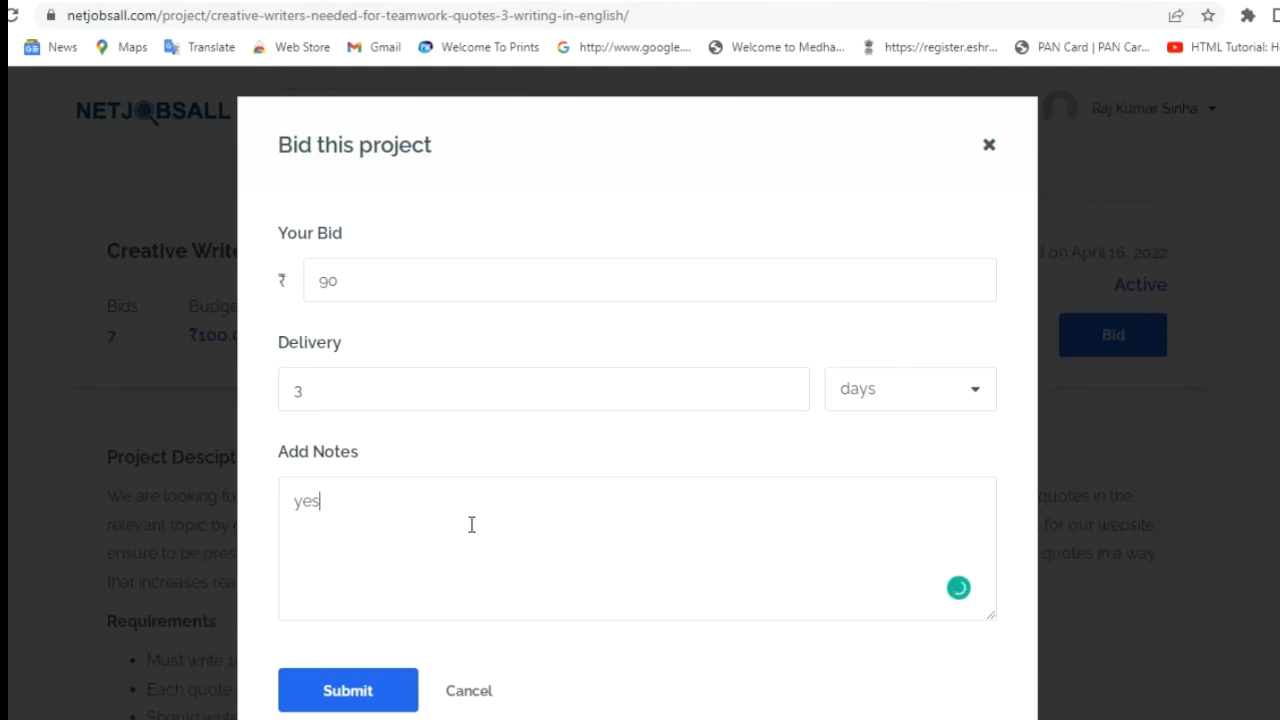 netjobsall.com/project/creative-writers-needed-for-teamwork-quotes-3-writing-in-english/
News Maps Translate Web Store Gmail Welcome To Prints http://www.google.... Welcome to Medha... https://register.eshr... PAN Card | PAN Car... HTML Tutorial: H
NETJOBSALL
Raj Kumar Sinha
Bid this project
Your Bid
Creative Write
d on April 16, 2022
₹ 90
Active
Bids Budge
7 ₹100.0
Bid
Delivery
3 days
Add Notes
Project Descipt
We are looking fo
quotes in the
yes
relevant topic by
for our website
ensure to be pres
quotes in a way
that increases rea
Requirements
Must write 1
Each quote
Should writ
Submit Cancel